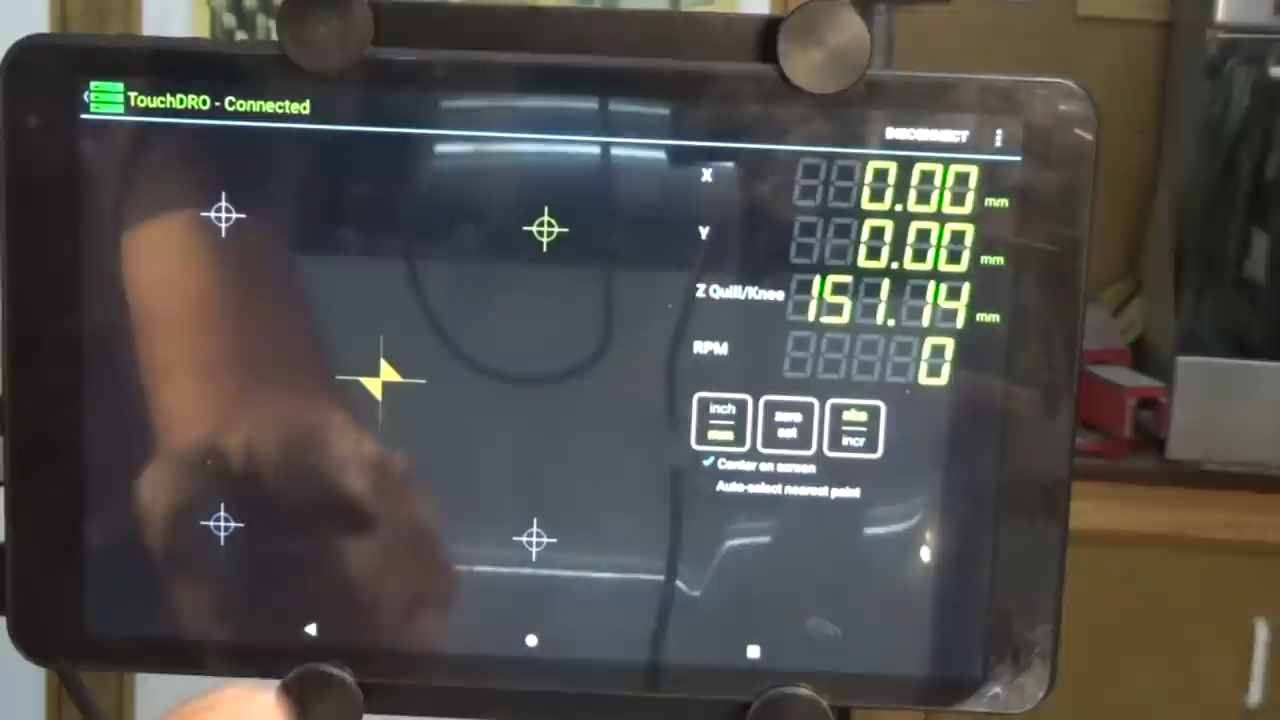 TouchDRO - Connected
DISCONNECT
X 0.00 mm
Y 0.00 mm
Z Quill/Knee 151.14 mm
RPM 0
inch
mm
zero
set
abs
incr
Center on screen
Auto-select nearest point